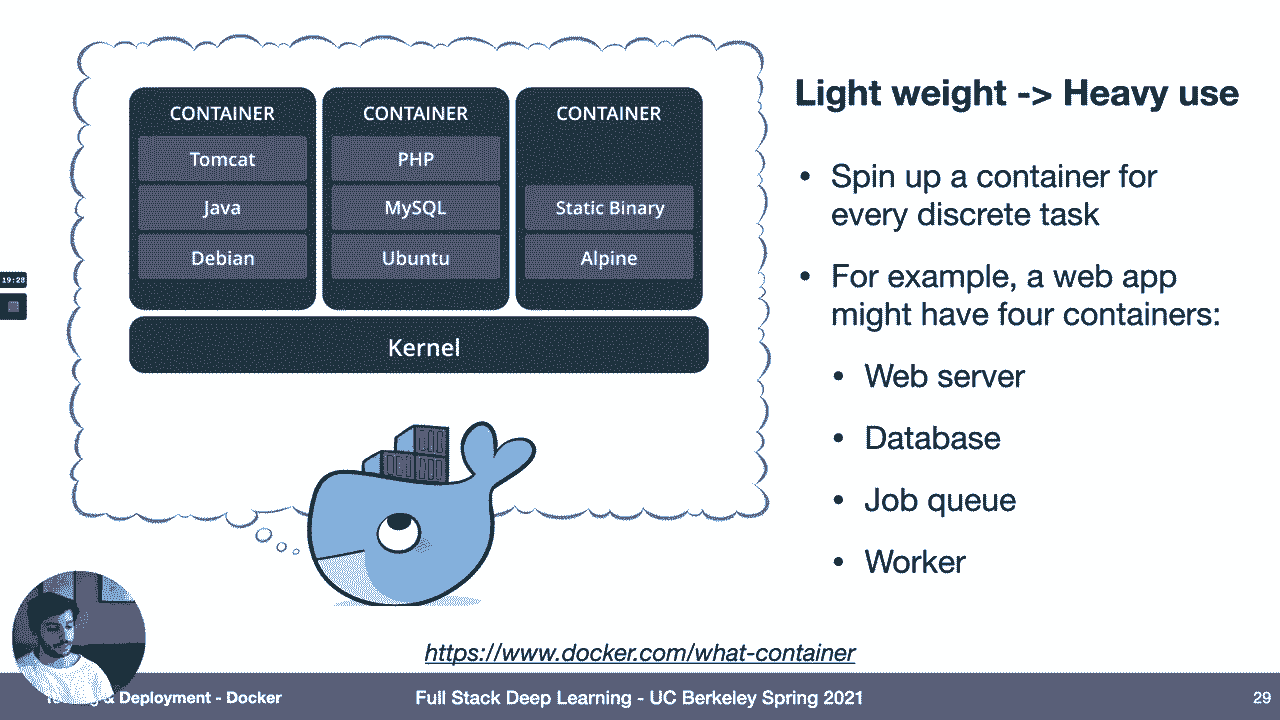 CONTAINER
Tomcat
Java
Debian
CONTAINER
PHP
MySQL
Ubuntu
CONTAINER
Static Binary
Alpine
Kernel
Light weight -> Heavy use
• Spin up a container for
every discrete task
• For example, a web app
might have four containers:
• Web server
• Database
• Job queue
• Worker
19:28
https://www.docker.com/what-container
& Deployment - Docker
Full Stack Deep Learning - UC Berkeley Spring 2021
29